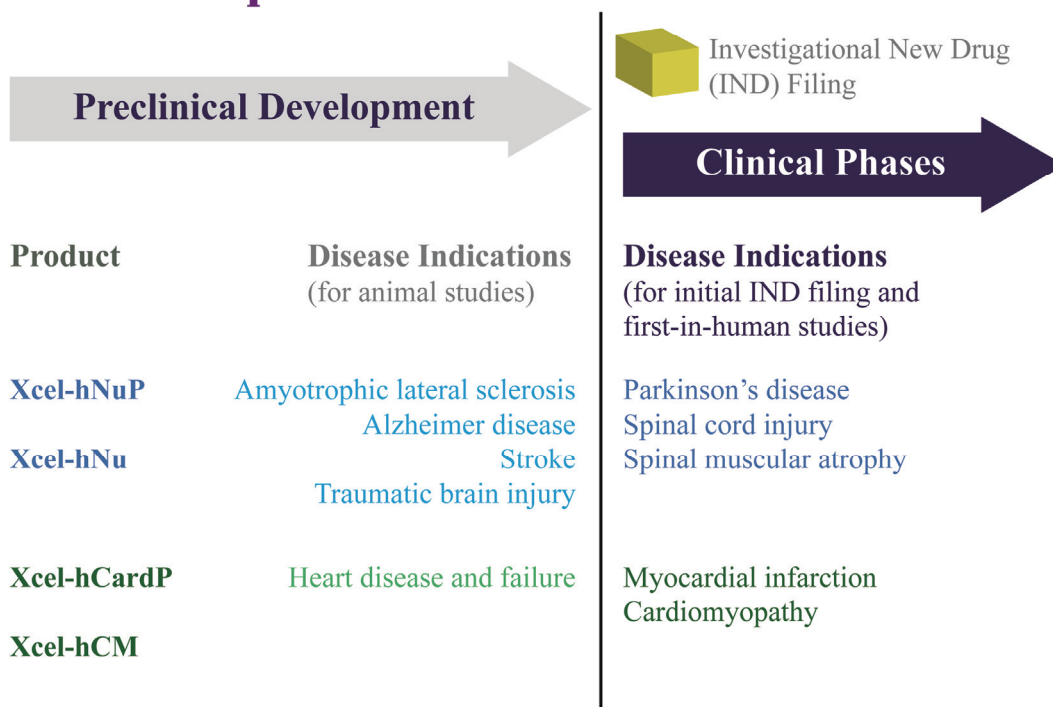 Preclinical Development
Investigational New Drug
(IND) Filing
Clinical Phases
Product
Disease Indications
(for animal studies)
Disease Indications
(for initial IND filing and
first-in-human studies)
Xcel-hNuP
Amyotrophic lateral sclerosis
Parkinson’s disease
Alzheimer disease
Spinal cord injury
Xcel-hNu
Stroke
Spinal muscular atrophy
Traumatic brain injury
Xcel-hCardP
Heart disease and failure
Myocardial infarction
Cardiomyopathy
Xcel-hCM